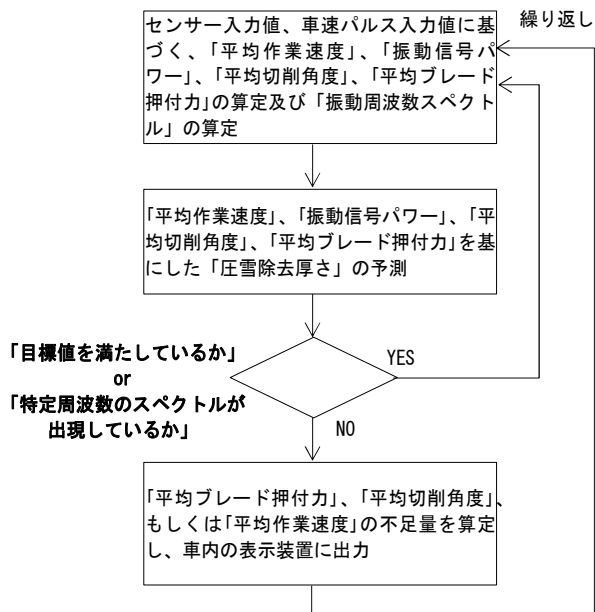 繰り返し
センサー入力値、車速パルス入力値に基
づく、「平均作業速度」、「振動信号パ
ワー」、「平均切削角度」、「平均ブレード
押付力」の算定及び「振動周波数スペクト
ル」の算定
「平均作業速度」、「振動信号パワー」、「平
均切削角度」、「平均ブレード押付力」を基
にした「圧雪除去厚さ」の予測
「目標値を満たしているか」
or
「特定周波数のスペクトルが
出現しているか」
YES
NO
「平均ブレード押付力」、「平均切削角度」、
もしくは「平均作業速度」の不足量を算定
し、車内の表示装置に出力